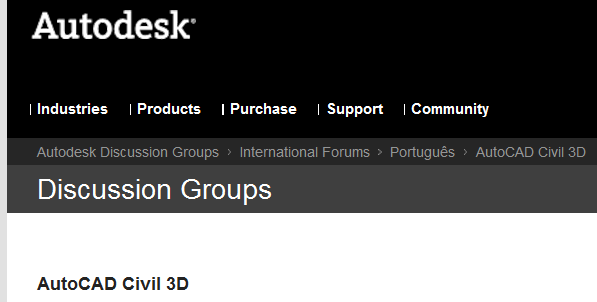 Autodesk®
Industries Products Purchase Support Community
Autodesk Discussion Groups > International Forums > Português > AutoCAD Civil 3D
Discussion Groups
AutoCAD Civil 3D